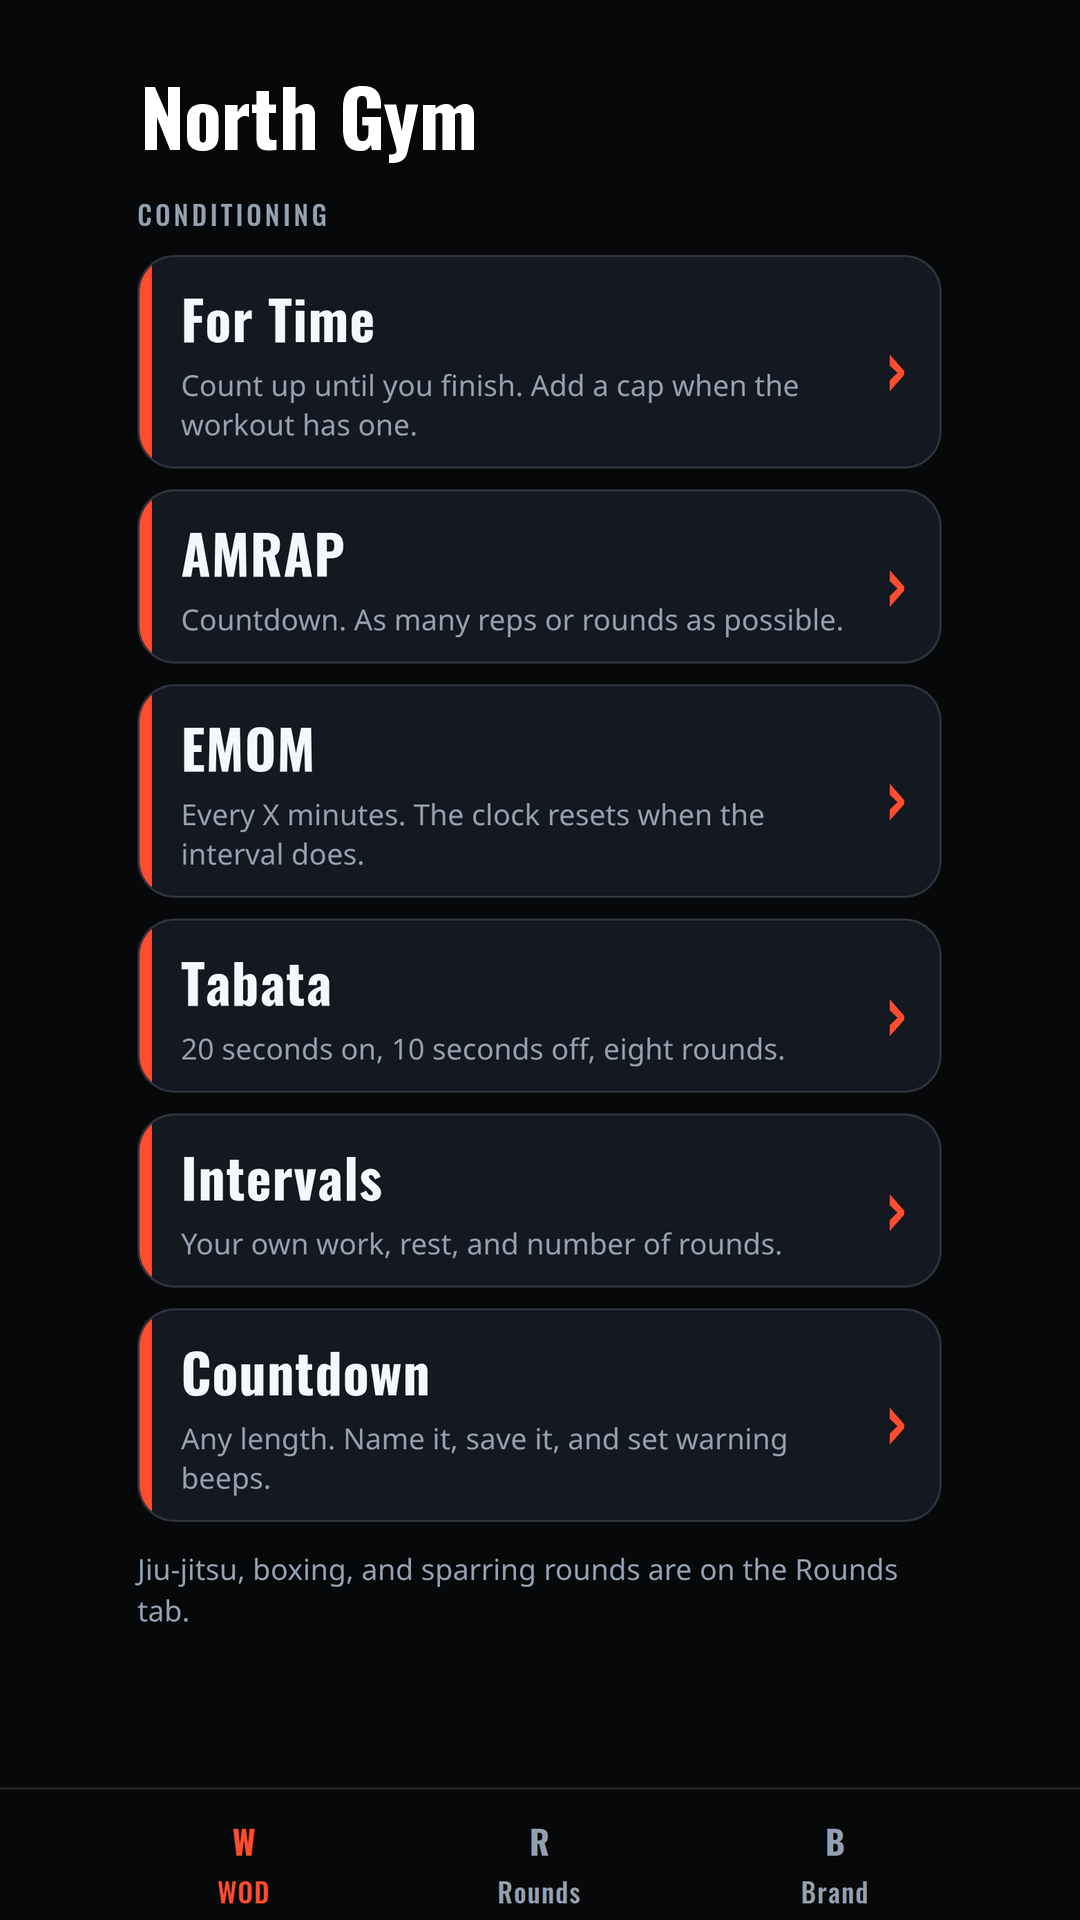 North Gym
CONDITIONING
For Time
Count up until you finish. Add a cap when the
workout has one.
AMRAP
Countdown. As many reps or rounds as possible.
EMOM
Every X minutes. The clock resets when the
interval does.
Tabata
20 seconds on, 10 seconds off, eight rounds.
Intervals
Your own work, rest, and number of rounds.
Countdown
Any length. Name it, save it, and set warning
beeps.
Jiu-jitsu, boxing, and sparring rounds are on the Rounds
tab.
W R B
WOD Rounds Brand